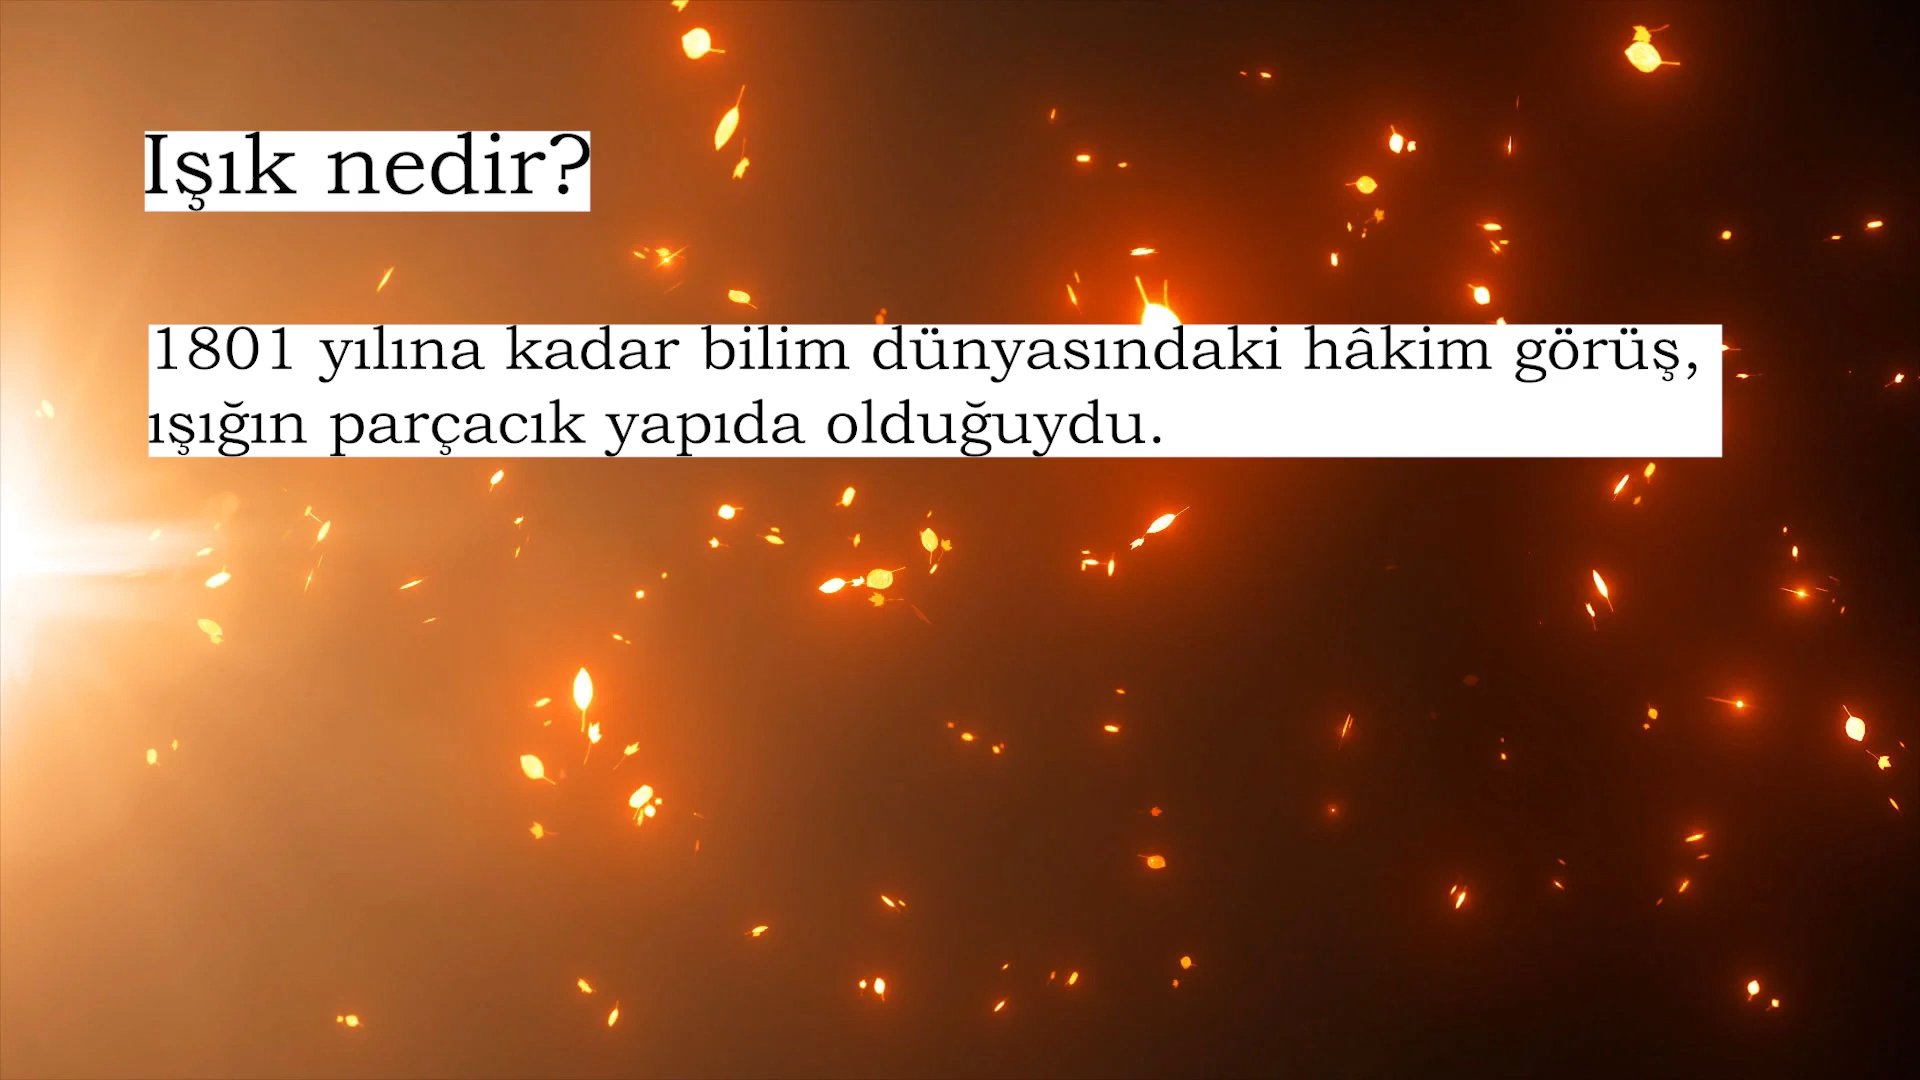 Işık nedir?
1801 yılına kadar bilim dünyasındaki hâkim görüş,
ışığın parçacık yapıda olduğuydu.